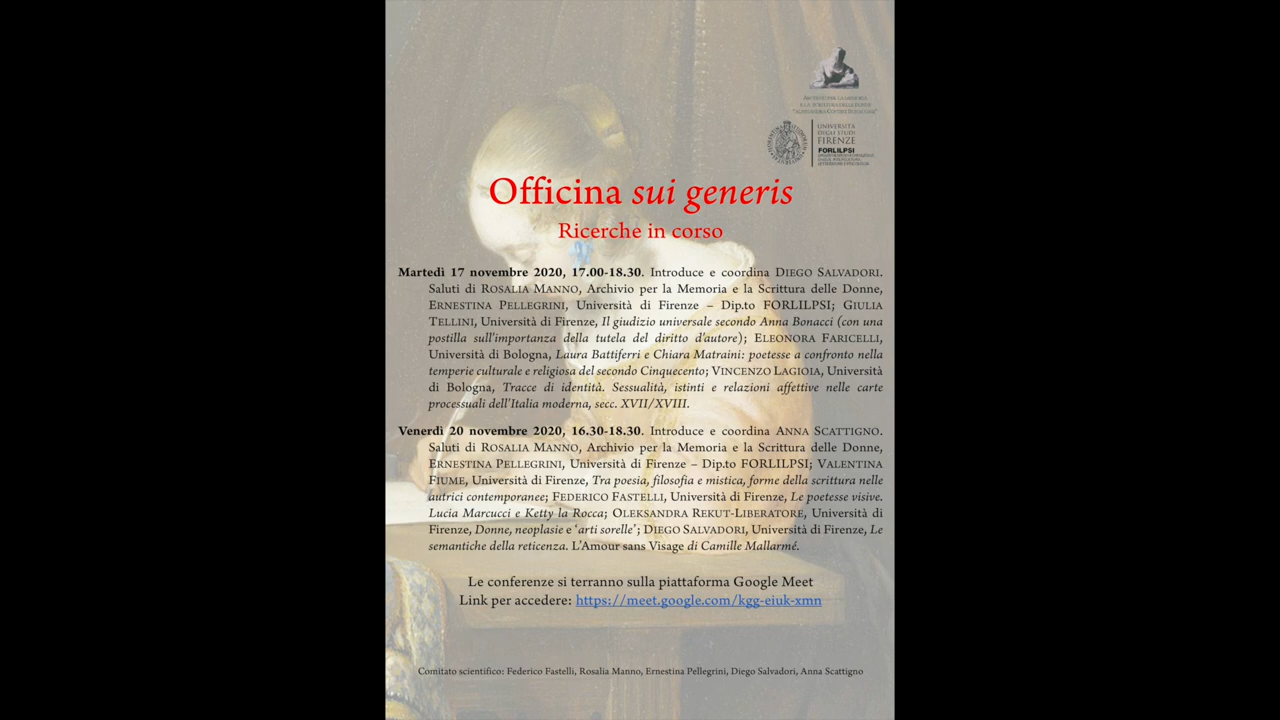 ARCHIVIO PER LA MEMORIA
E LA SCRITTURA DELLE DONNE
"ALESSANDRA CONTINI BONACOSSI"
UNIVERSITÀ
DEGLI STUDI
FIRENZE
FORLILPSI
Officina sui generis
Ricerche in corso
Martedì 17 novembre 2020, 17.00-18.30. Introduce e coordina DIEGO SALVADORI.
Saluti di ROSALIA MANNO, Archivio per la Memoria e la Scrittura delle Donne,
ERNESTINA PELLEGRINI, Università di Firenze – Dip.to FORLILPSI; GIULIA
TELLINI, Università di Firenze, Il giudizio universale secondo Anna Bonacci (con una
postilla sull'importanza della tutela del diritto d'autore); ELEONORA FARICELLI,
Università di Bologna, Laura Battiferri e Chiara Matraini: poetesse a confronto nella
temperie culturale e religiosa del secondo Cinquecento; VINCENZO LAGIOIA, Università
di Bologna, Tracce di identità. Sessualità, istinti e relazioni affettive nelle carte
processuali dell'Italia moderna, secc. XVII/XVIII.
Venerdì 20 novembre 2020, 16.30-18.30. Introduce e coordina ANNA SCATTIGNO.
Saluti di ROSALIA MANNO, Archivio per la Memoria e la Scrittura delle Donne,
ERNESTINA PELLEGRINI, Università di Firenze – Dip.to FORLILPSI; VALENTINA
FIUME, Università di Firenze, Tra poesia, filosofia e mistica, forme della scrittura nelle
autrici contemporanee; FEDERICO FASTELLI, Università di Firenze, Le poetesse visive.
Lucia Marcucci e Ketty la Rocca; OLEKSANDRA REKUT-LIBERATORE, Università di
Firenze, Donne, neoplasie e 'arti sorelle'; DIEGO SALVADORI, Università di Firenze, Le
semantiche della reticenza. L'Amour sans Visage di Camille Mallarmé.
Le conferenze si terranno sulla piattaforma Google Meet
Link per accedere: https://meet.google.com/kgg-eiuk-xmn
Comitato scientifico: Federico Fastelli, Rosalia Manno, Ernestina Pellegrini, Diego Salvadori, Anna Scattigno